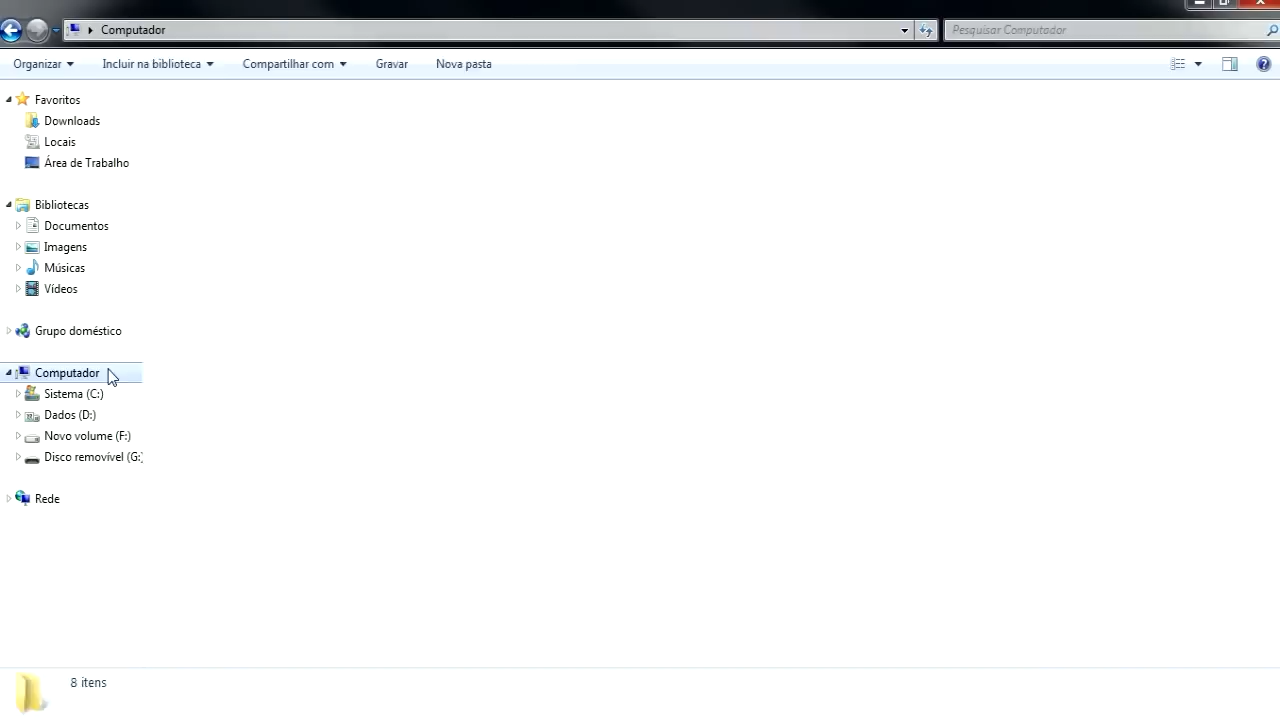 Computador
Pesquisar Computador
Organizar Incluir na biblioteca Compartilhar com Gravar Nova pasta
Favoritos
Downloads
Locais
Área de Trabalho
Bibliotecas
Documentos
Imagens
Músicas
Vídeos
Grupo doméstico
Computador
Sistema (C:)
Dados (D:)
Novo volume (F:)
Disco removível (G:
Rede
8 itens